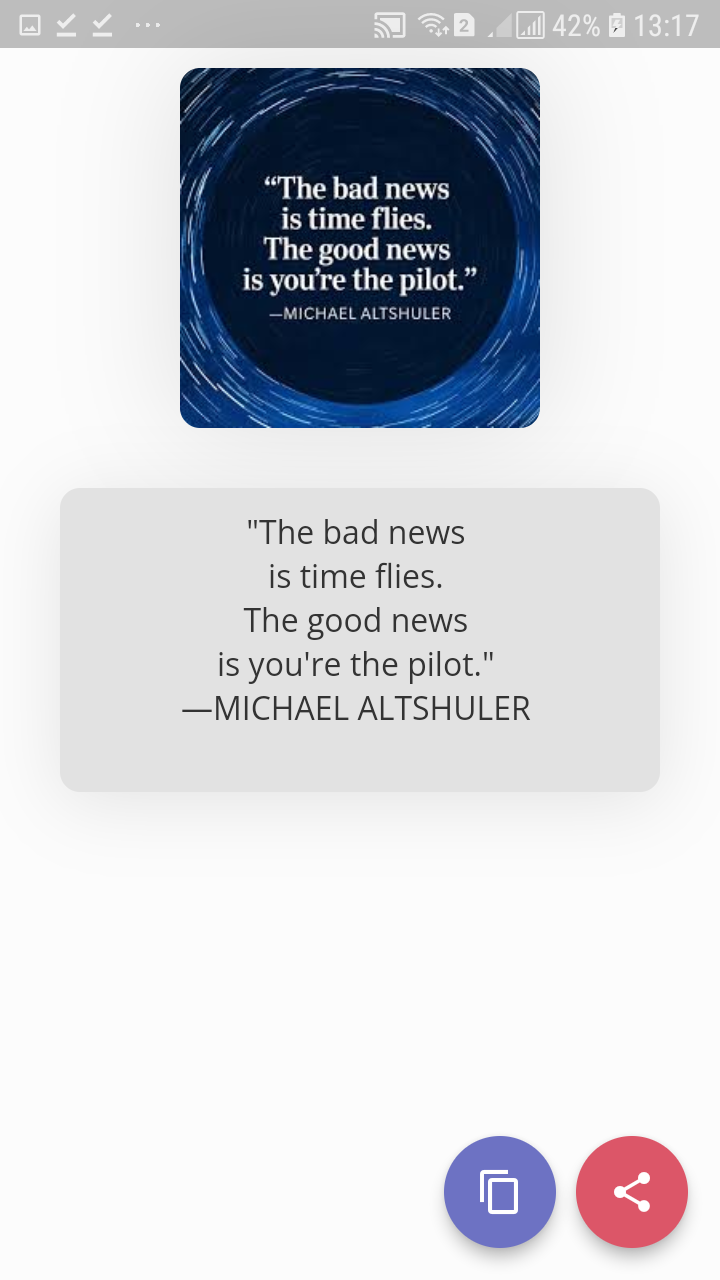 2 42% 13:17
“The bad news
is time flies.
The good news
is you’re the pilot.”
—MICHAEL ALTSHULER
"The bad news
is time flies.
The good news
is you're the pilot."
—MICHAEL ALTSHULER